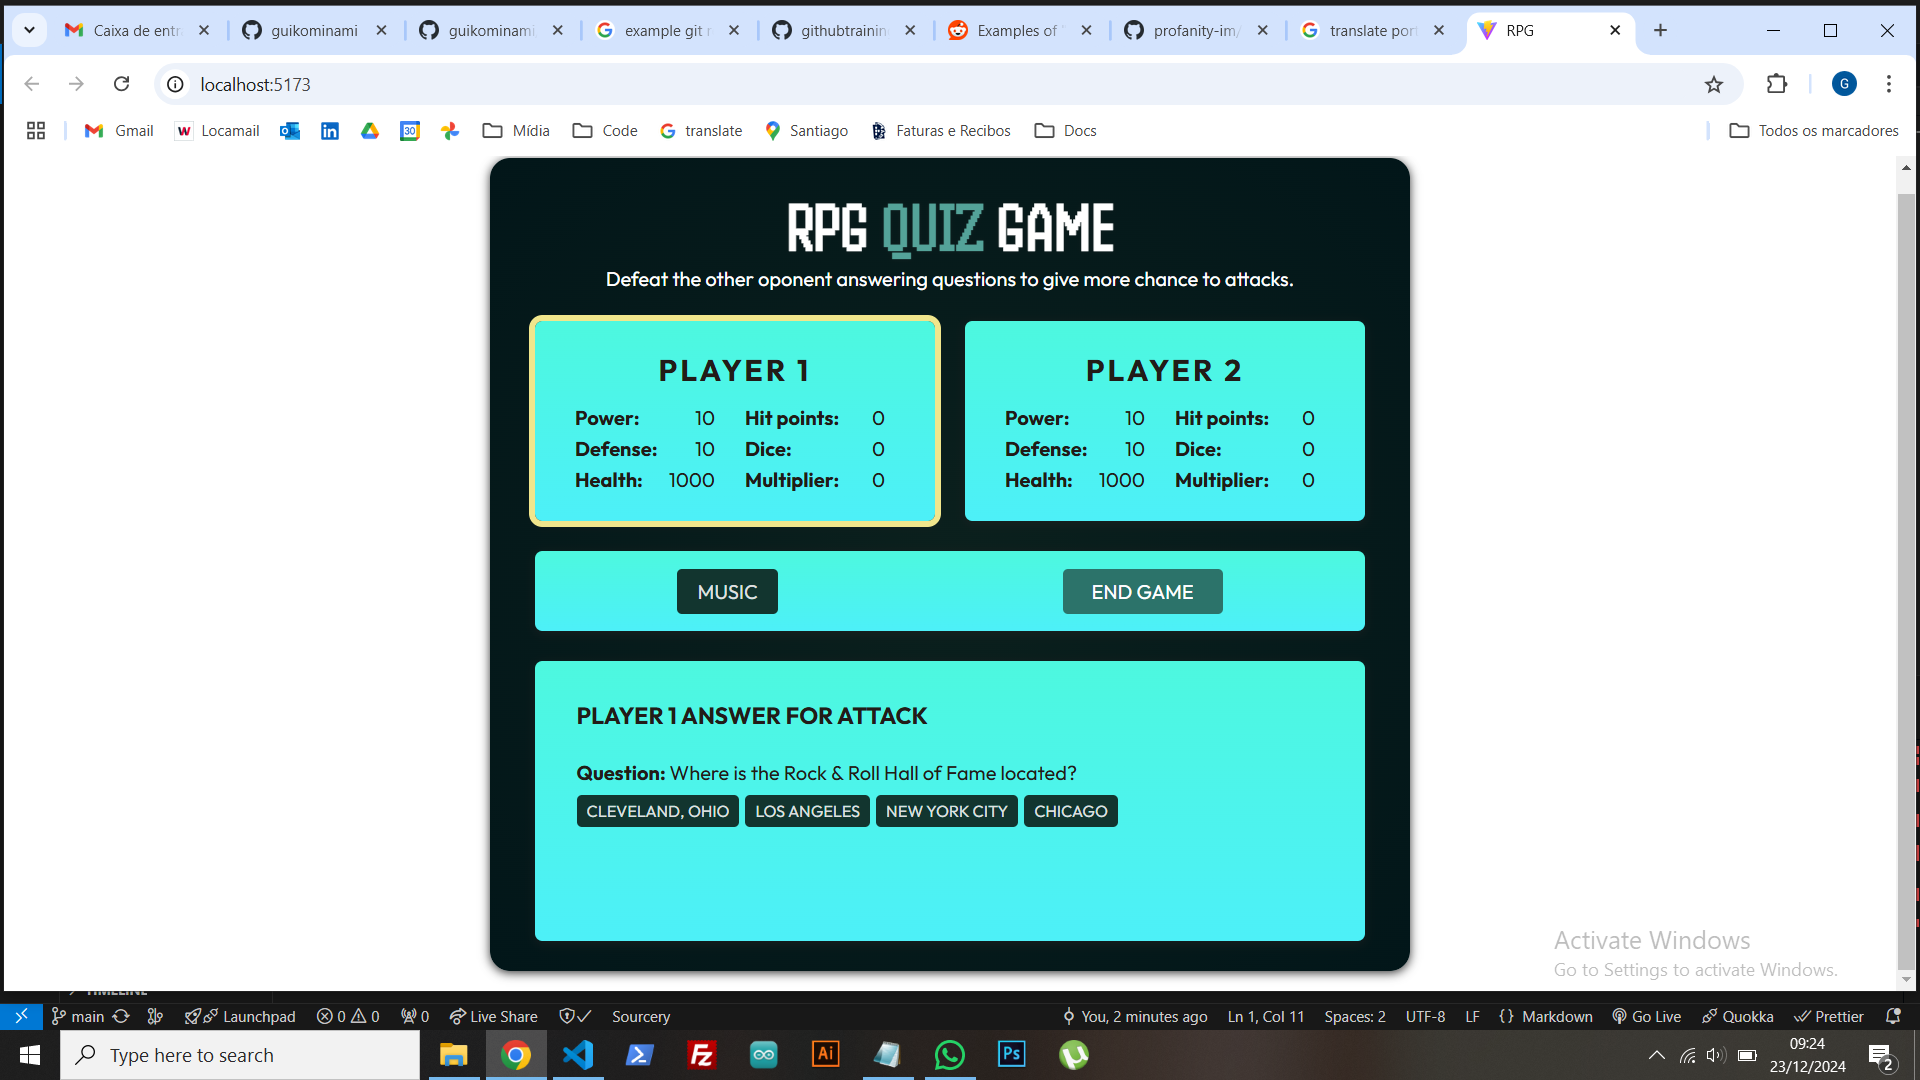 Caixa de entr
guikominami
guikominami
example git r
githubtrainin
Examples of "
profanity-im/
translate port
RPG
localhost:5173
G
Gmail
Locamail
30
translate
Santiago
Faturas e Recibos
Mídia
Code
Docs
Todos os marcadores
RPG QUIZ GAME
Defeat the other oponent answering questions to give more chance to attacks.
PLAYER 1
Power: 10 Hit points: 0
Defense: 10 Dice: 0
Health: 1000 Multiplier: 0
PLAYER 2
Power: 10 Hit points: 0
Defense: 10 Dice: 0
Health: 1000 Multiplier: 0
MUSIC
END GAME
PLAYER 1 ANSWER FOR ATTACK
Question: Where is the Rock & Roll Hall of Fame located?
CLEVELAND, OHIO
LOS ANGELES
NEW YORK CITY
CHICAGO
Activate Windows
Go to Settings to activate Windows.
TIMELINE
main
Launchpad
0 0
0
Live Share
Sourcery
You, 2 minutes ago
Ln 1, Col 11
Spaces: 2
UTF-8
LF
{} Markdown
Go Live
Quokka
Prettier
Type here to search
Fz
Ai
Ps
09:24
23/12/2024
2